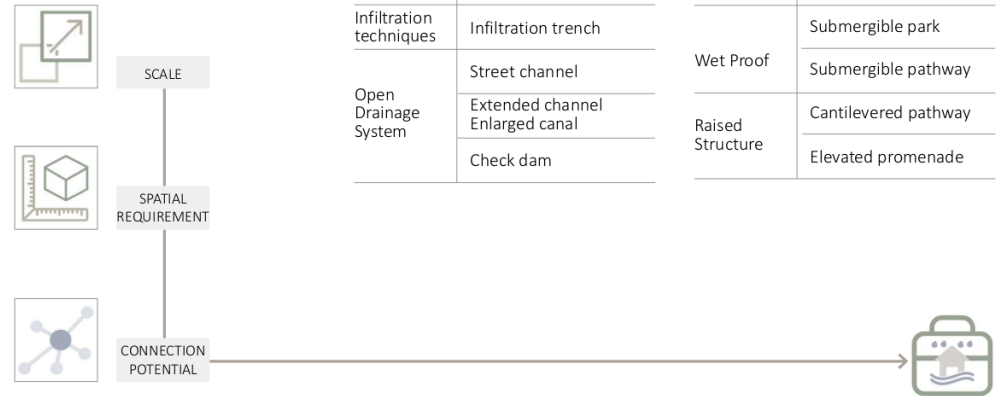 SCALE
SPATIAL
REQUIREMENT
CONNECTION
POTENTIAL
Infiltration
techniques
Infiltration trench
Open
Drainage
System
Street channel
Extended channel
Enlarged canal
Check dam
Wet Proof
Submergible park
Submergible pathway
Raised
Structure
Cantilevered pathway
Elevated promenade